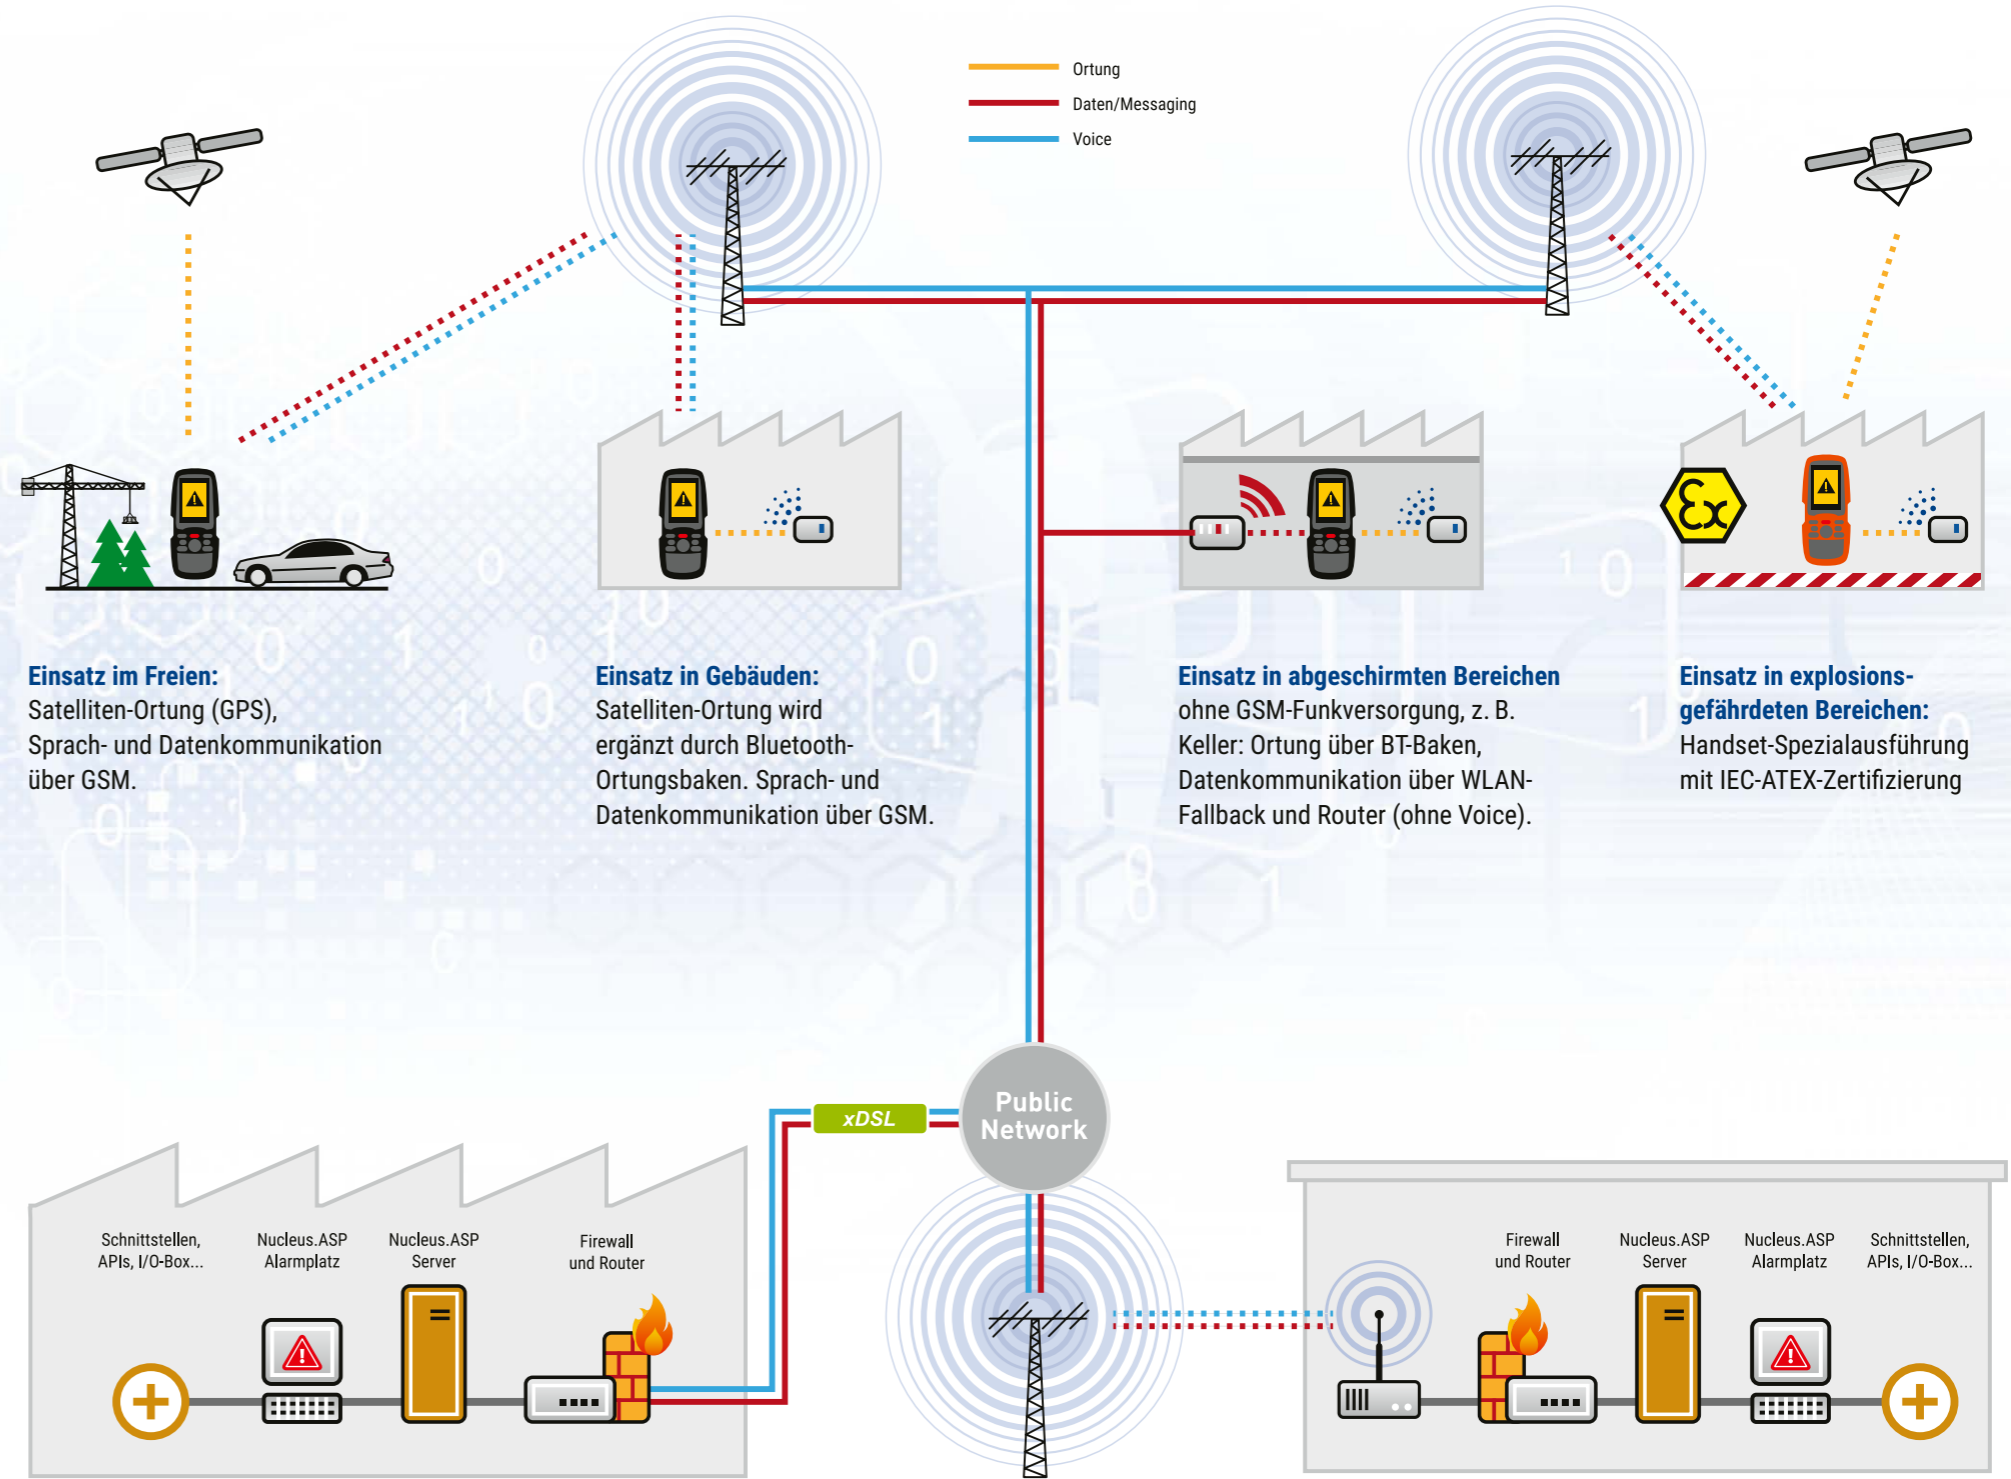 Ortung
Daten/Messaging
Voice
Einsatz im Freien:
Satelliten-Ortung (GPS),
Sprach- und Datenkommunikation
über GSM.
Einsatz in Gebäuden:
Satelliten-Ortung wird
ergänzt durch Bluetooth-
Ortungsbaken. Sprach- und
Datenkommunikation über GSM.
Einsatz in abgeschirmten Bereichen
ohne GSM-Funkversorgung, z. B.
Keller: Ortung über BT-Baken,
Datenkommunikation über WLAN-
Fallback und Router (ohne Voice).
Ex
Einsatz in explosions-
gefährdeten Bereichen:
Handset-Spezialausführung
mit IEC-ATEX-Zertifizierung
Public
Network
xDSL
Schnittstellen,
APIs, I/O-Box...
Nucleus.ASP
Alarmplatz
Nucleus.ASP
Server
Firewall
und Router
Firewall
und Router
Nucleus.ASP
Server
Nucleus.ASP
Alarmplatz
Schnittstellen,
APIs, I/O-Box...